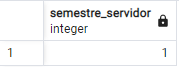 semestre_servidor
integer
1 1